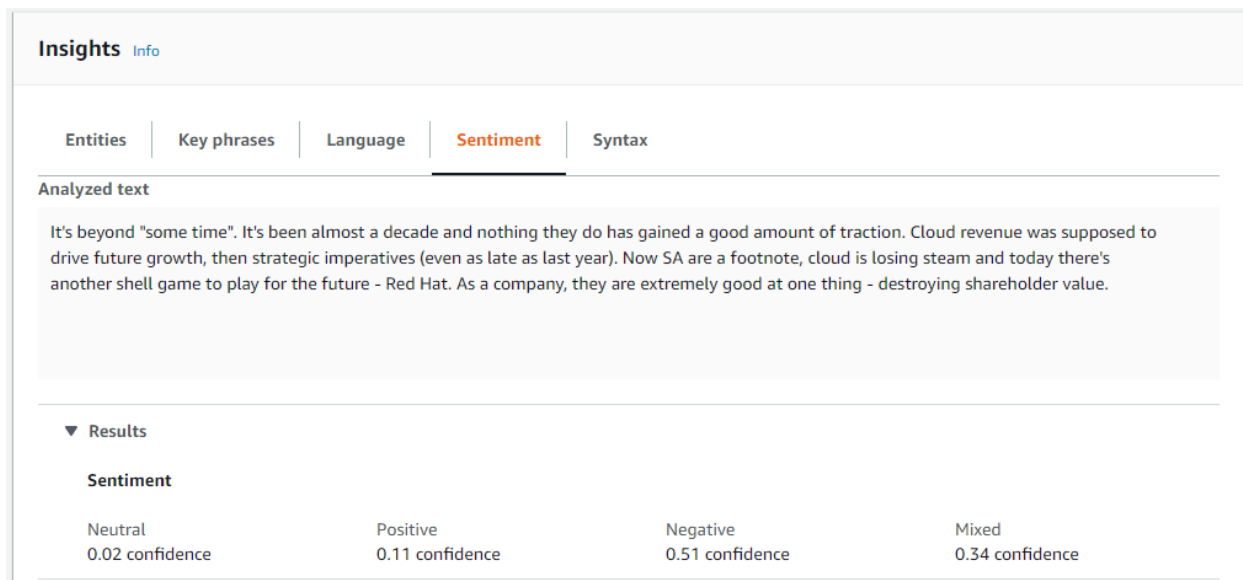 Insights Info
Entities Key phrases Language Sentiment Syntax
Analyzed text
It's beyond "some time". It's been almost a decade and nothing they do has gained a good amount of traction. Cloud revenue was supposed to
drive future growth, then strategic imperatives (even as late as last year). Now SA are a footnote, cloud is losing steam and today there's
another shell game to play for the future - Red Hat. As a company, they are extremely good at one thing - destroying shareholder value.
Results
Sentiment
Neutral Positive Negative Mixed
0.02 confidence 0.11 confidence 0.51 confidence 0.34 confidence